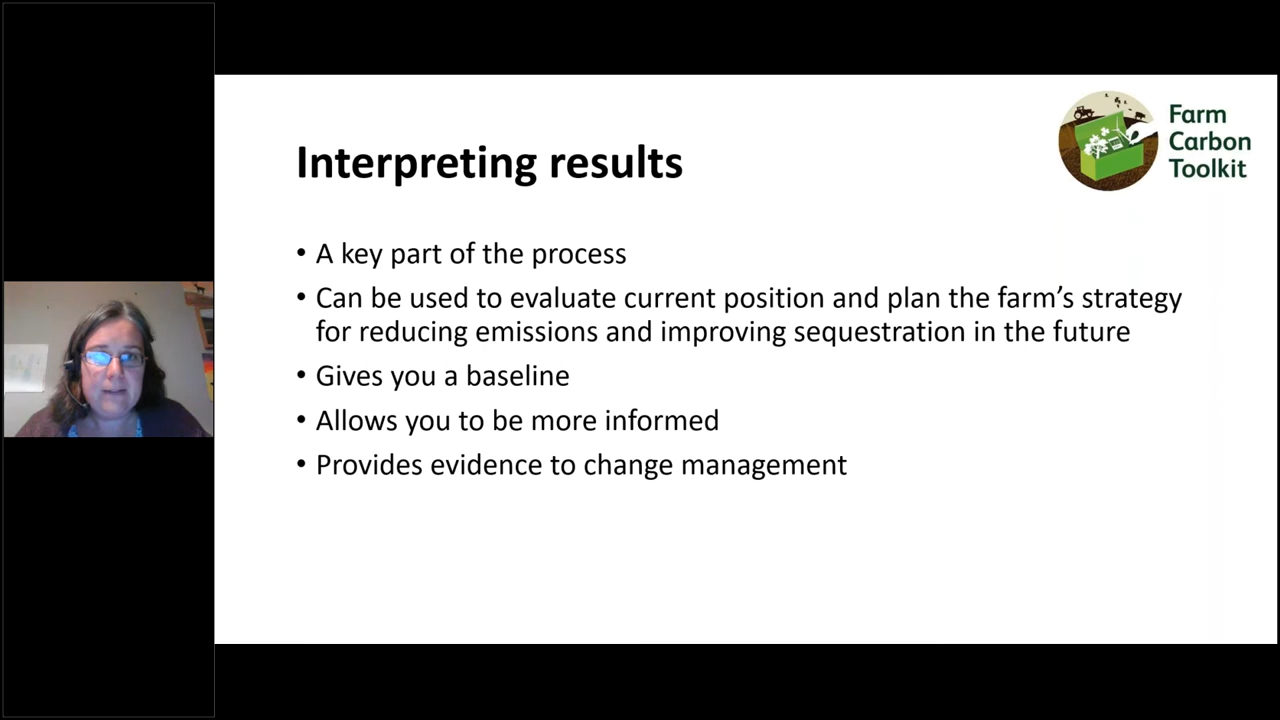 Farm
Carbon
Toolkit
Interpreting results
• A key part of the process
• Can be used to evaluate current position and plan the farm’s strategy
for reducing emissions and improving sequestration in the future
• Gives you a baseline
• Allows you to be more informed
• Provides evidence to change management